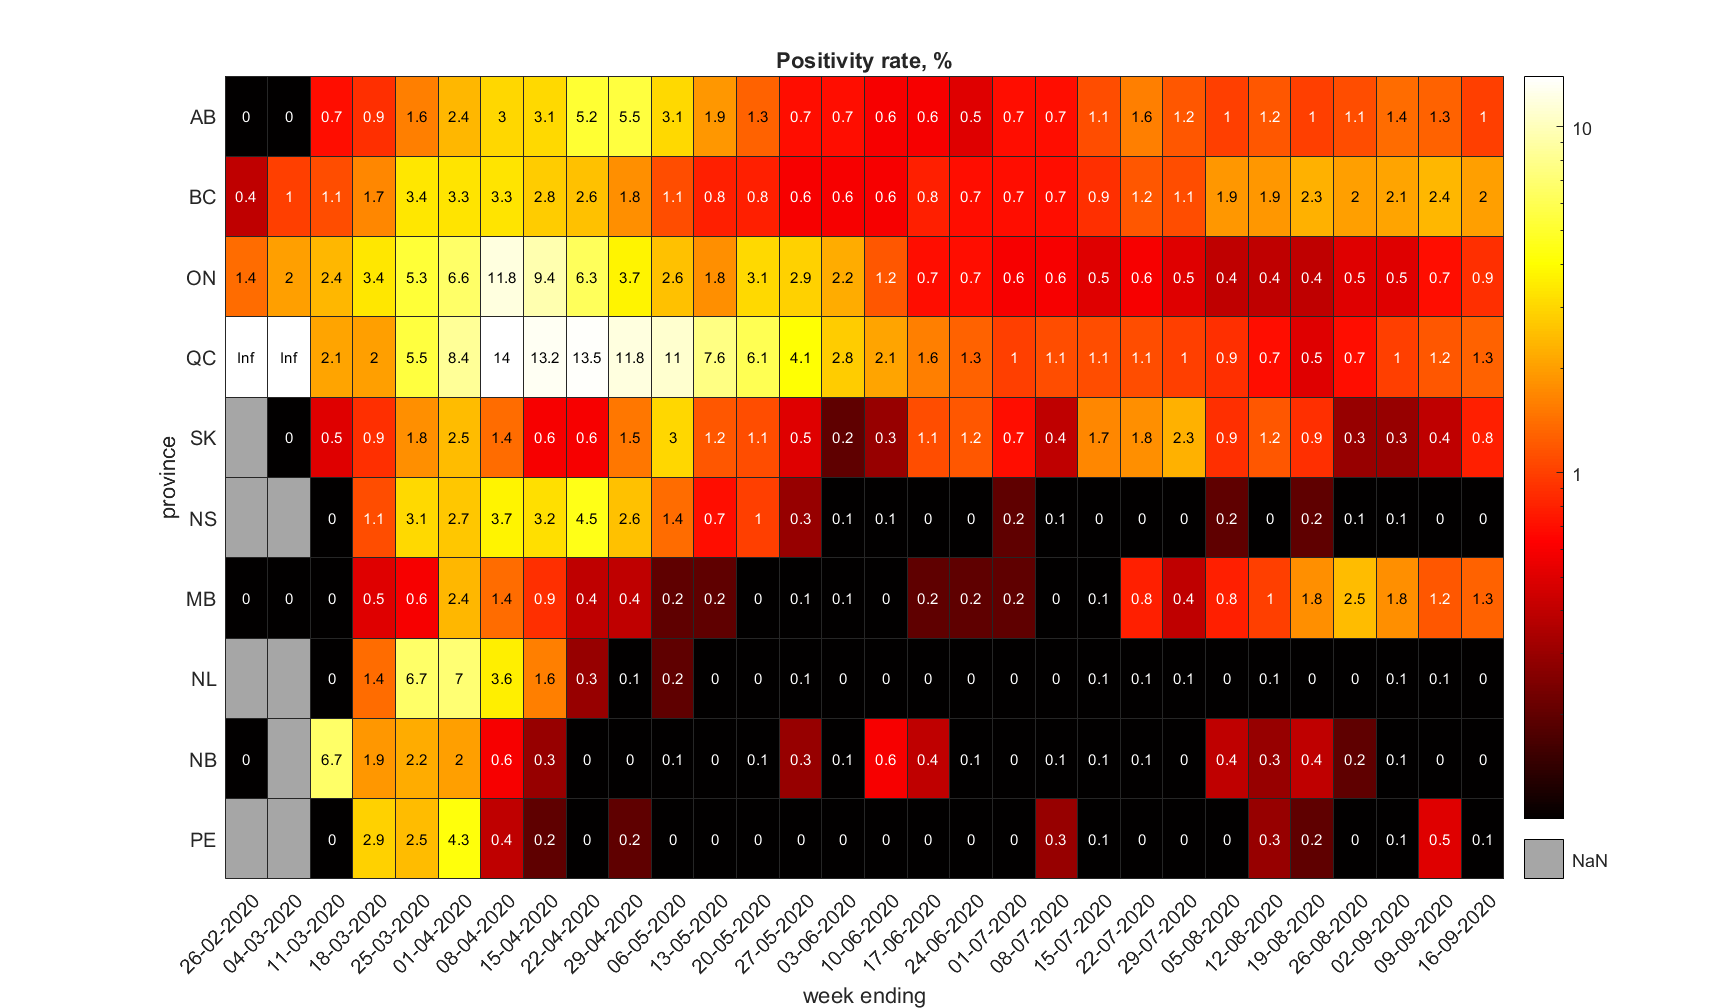 Positivity rate, %
AB 0 0 0.7 0.9 1.6 2.4 3 3.1 5.2 5.5 3.1 1.9 1.3 0.7 0.7 0.6 0.6 0.5 0.7 0.7 1.1 1.6 1.2 1 1.2 1 1.1 1.4 1.3 1
10
BC 0.4 1 1.1 1.7 3.4 3.3 3.3 2.8 2.6 1.8 1.1 0.8 0.8 0.6 0.6 0.6 0.8 0.7 0.7 0.7 0.9 1.2 1.1 1.9 1.9 2.3 2 2.1 2.4 2
ON 1.4 2 2.4 3.4 5.3 6.6 11.8 9.4 6.3 3.7 2.6 1.8 3.1 2.9 2.2 1.2 0.7 0.7 0.6 0.6 0.5 0.6 0.5 0.4 0.4 0.4 0.5 0.5 0.7 0.9
QC Inf Inf 2.1 2 5.5 8.4 14 13.2 13.5 11.8 11 7.6 6.1 4.1 2.8 2.1 1.6 1.3 1 1.1 1.1 1.1 1 0.9 0.7 0.5 0.7 1 1.2 1.3
SK 0 0.5 0.9 1.8 2.5 1.4 0.6 0.6 1.5 3 1.2 1.1 0.5 0.2 0.3 1.1 1.2 0.7 0.4 1.7 1.8 2.3 0.9 1.2 0.9 0.3 0.3 0.4 0.8
1
province
NS 0 1.1 3.1 2.7 3.7 3.2 4.5 2.6 1.4 0.7 1 0.3 0.1 0.1 0 0 0.2 0.1 0 0 0 0.2 0 0.2 0.1 0.1 0 0
MB 0 0 0 0.5 0.6 2.4 1.4 0.9 0.4 0.4 0.2 0.2 0 0.1 0.1 0 0.2 0.2 0.2 0 0.1 0.8 0.4 0.8 1 1.8 2.5 1.8 1.2 1.3
NL 0 1.4 6.7 7 3.6 1.6 0.3 0.1 0.2 0 0 0.1 0 0 0 0 0 0 0.1 0.1 0.1 0 0.1 0 0 0.1 0.1 0
NB 0 6.7 1.9 2.2 2 0.6 0.3 0 0 0.1 0 0.1 0.3 0.1 0.6 0.4 0.1 0 0.1 0.1 0.1 0 0.4 0.3 0.4 0.2 0.1 0 0
PE 0 2.9 2.5 4.3 0.4 0.2 0 0.2 0 0 0 0 0 0 0 0 0 0.3 0.1 0 0 0 0.3 0.2 0 0.1 0.5 0.1
NaN
26-02-2020 04-03-2020 11-03-2020 18-03-2020 25-03-2020 01-04-2020 08-04-2020 15-04-2020 22-04-2020 29-04-2020 06-05-2020 13-05-2020 20-05-2020 27-05-2020 03-06-2020 10-06-2020 17-06-2020 24-06-2020 01-07-2020 08-07-2020 15-07-2020 22-07-2020 29-07-2020 05-08-2020 12-08-2020 19-08-2020 26-08-2020 02-09-2020 09-09-2020 16-09-2020
week ending